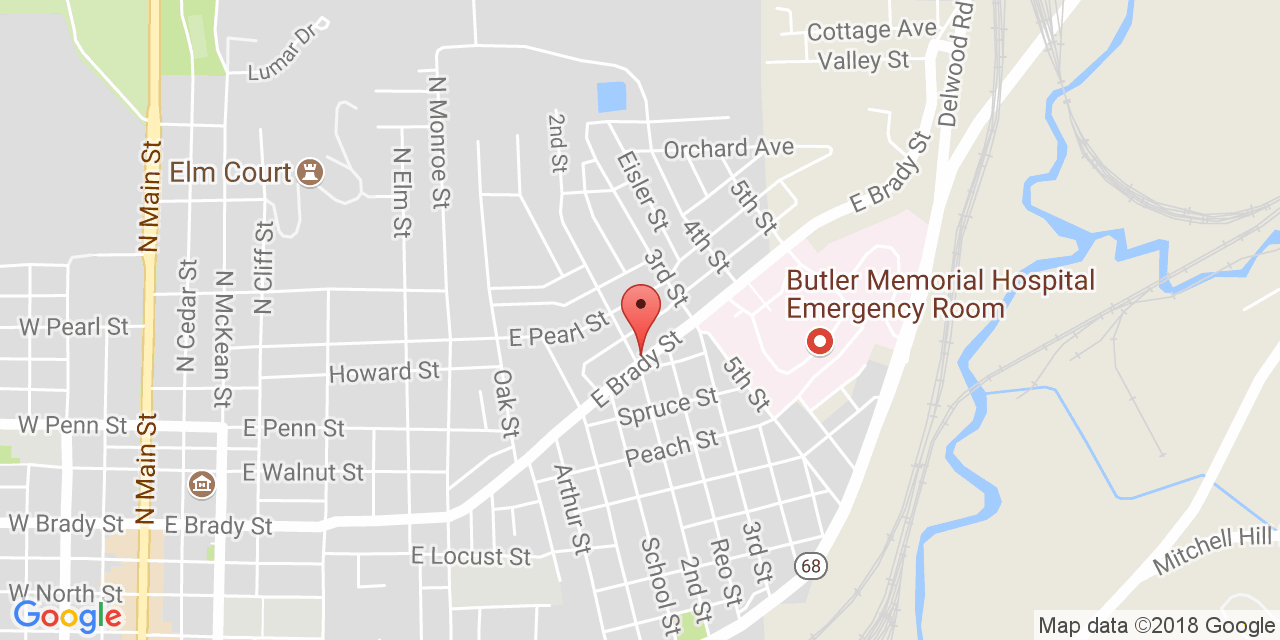 Cottage Ave
Valley St
Delwood Rd
Lumar Dr
N Monroe St
2nd St
Orchard Ave
N Main St
Elm Court
N Elm St
Eisler St
5th St
E Brady St
4th St
N Cliff St
3rd St
N Cedar St
N McKean St
Butler Memorial Hospital
Emergency Room
W Pearl St
E Pearl St
Howard St
E Brady St
5th St
Oak St
Spruce St
W Penn St
N Main St
E Penn St
Peach St
E Walnut St
Arthur St
W Brady St
E Brady St
E Locust St
School St
2nd St
Reo St
3rd St
68
Mitchell Hill
W North St
Google
Map data ©2018 Google